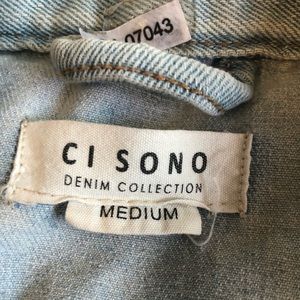 07043
CI SONO
DENIM COLLECTION
MEDIUM